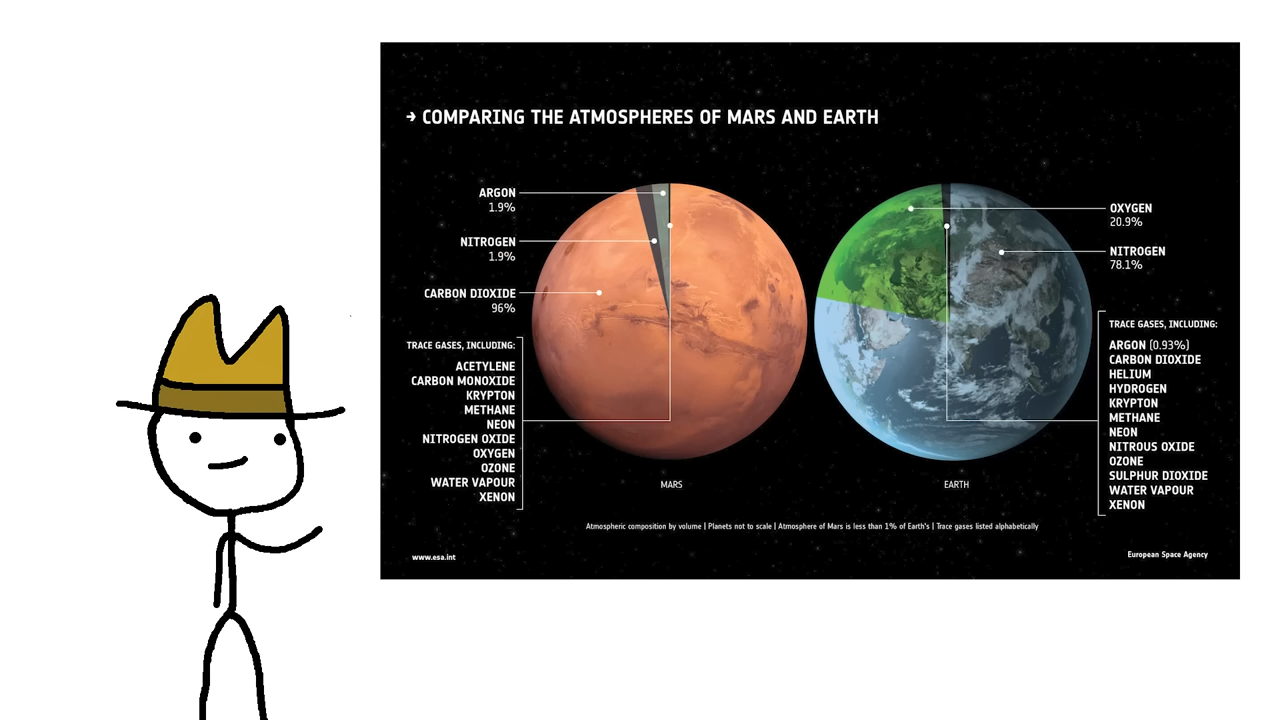 → COMPARING THE ATMOSPHERES OF MARS AND EARTH
ARGON
1.9%
NITROGEN
1.9%
CARBON DIOXIDE
96%
TRACE GASES, INCLUDING:
ACETYLENE
CARBON MONOXIDE
KRYPTON
METHANE
NEON
NITROGEN OXIDE
OXYGEN
OZONE
WATER VAPOUR
XENON
MARS
OXYGEN
20.9%
NITROGEN
78.1%
TRACE GASES, INCLUDING:
ARGON (0.93%)
CARBON DIOXIDE
HELIUM
HYDROGEN
KRYPTON
METHANE
NEON
NITROUS OXIDE
OZONE
SULPHUR DIOXIDE
WATER VAPOUR
XENON
EARTH
Atmospheric composition by volume | Planets not to scale | Atmosphere of Mars is less than 1% of Earth's | Trace gases listed alphabetically
www.esa.int
European Space Agency